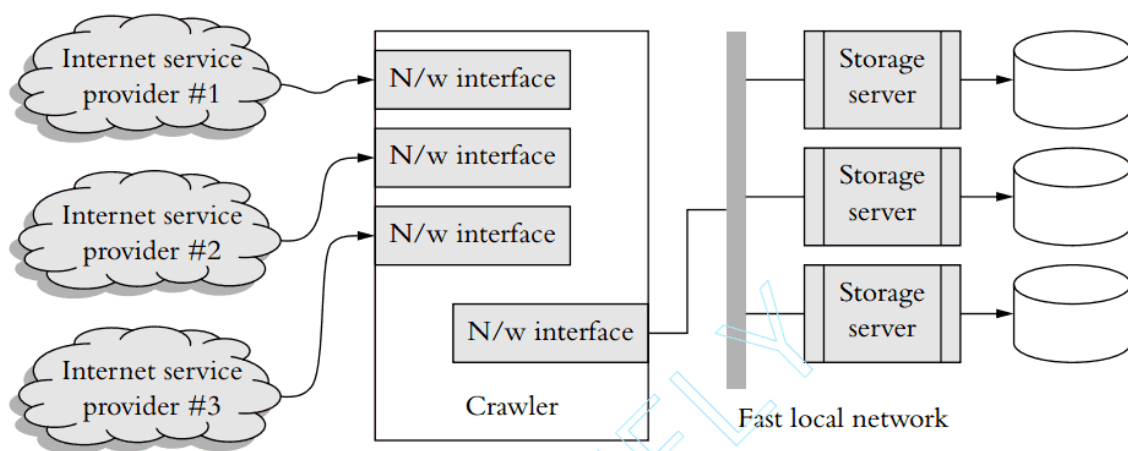 Internet service
provider #1
N/w interface
Storage
server
N/w interface
Internet service
provider #2
N/w interface
Storage
server
Internet service
provider #3
N/w interface
Storage
server
Crawler
Fast local network
ELY